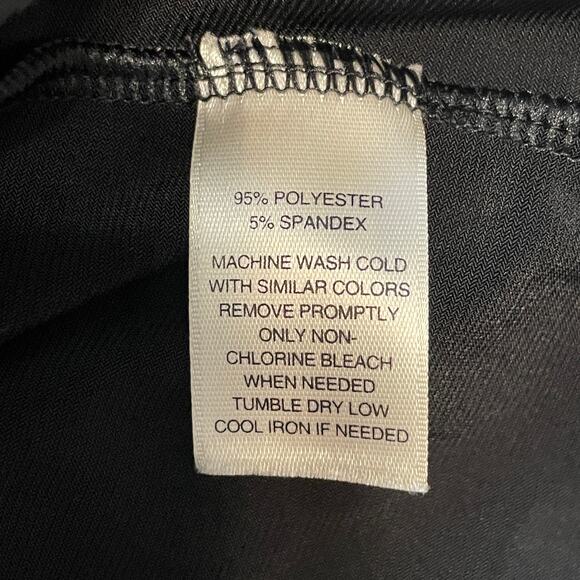 95% POLYESTER
5% SPANDEX
MACHINE WASH COLD
WITH SIMILAR COLORS
REMOVE PROMPTLY
ONLY NON-
CHLORINE BLEACH
WHEN NEEDED
TUMBLE DRY LOW
COOL IRON IF NEEDED